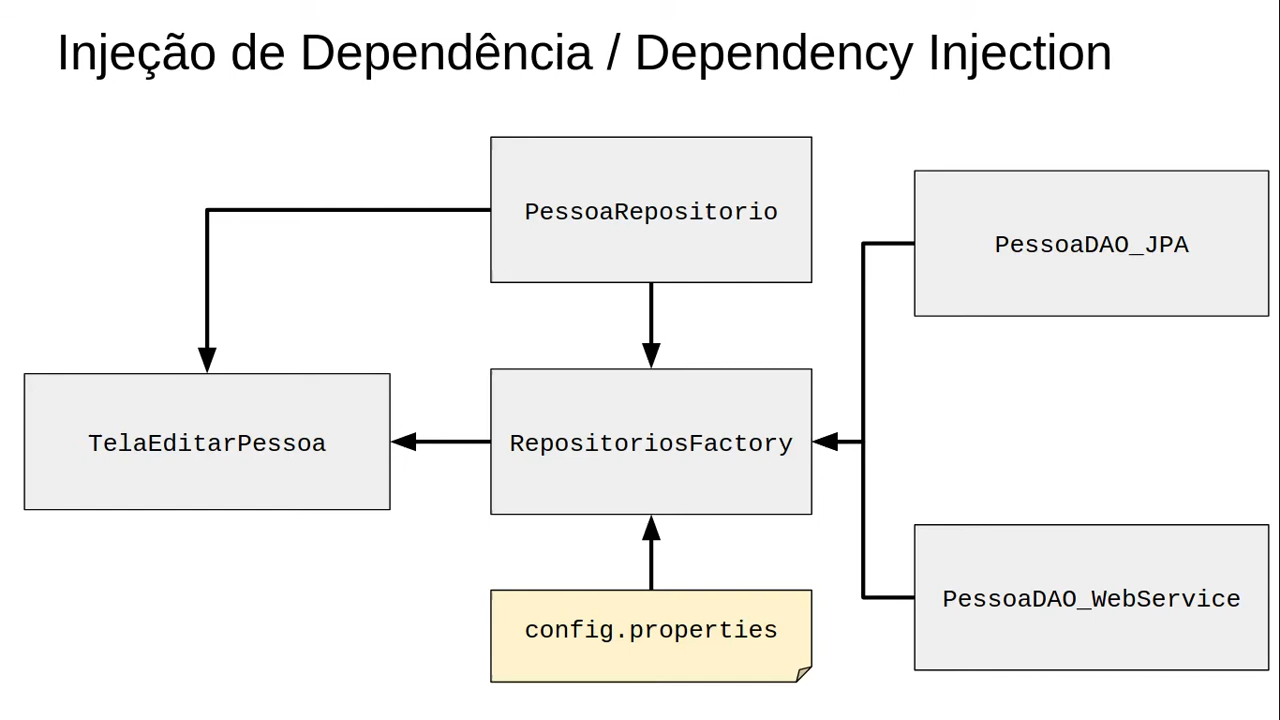 Injeção de Dependência / Dependency Injection
PessoaRepositorio
PessoaDAO_JPA
TelaEditarPessoa
RepositoriosFactory
PessoaDAO_WebService
config.properties